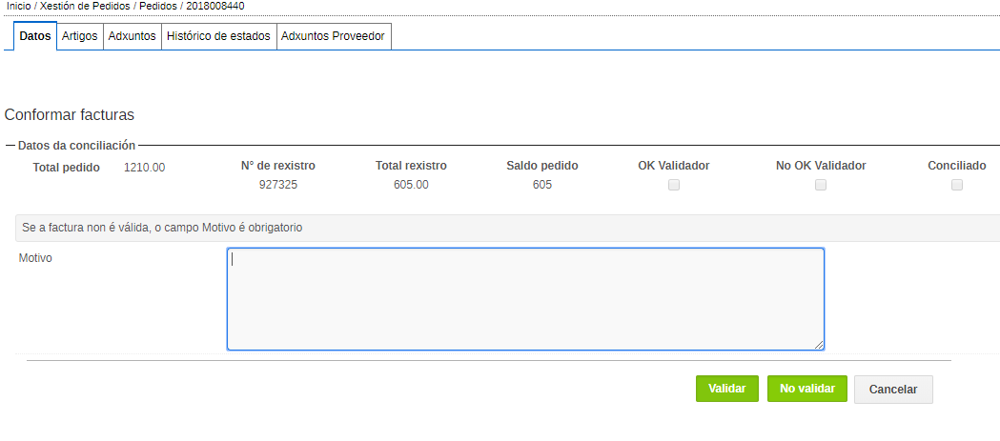 Inicio / Xestión de Pedidos / Pedidos / 2018008440
Datos Artigos Adxuntos Histórico de estados Adxuntos Proveedor
Conformar facturas
Datos da conciliación
Total pedido 1210.00 Nº de rexistro Total rexistro Saldo pedido OK Validador No OK Validador Conciliado
927325 605.00 605
Se a factura non é válida, o campo Motivo é obrigatorio
Motivo
Validar No validar Cancelar